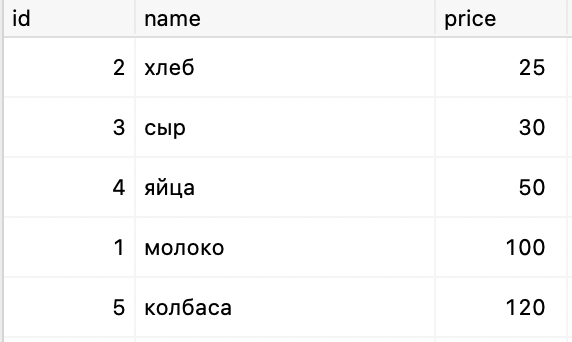 id name price
2 хлеб 25
3 сыр 30
4 яйца 50
1 молоко 100
5 колбаса 120